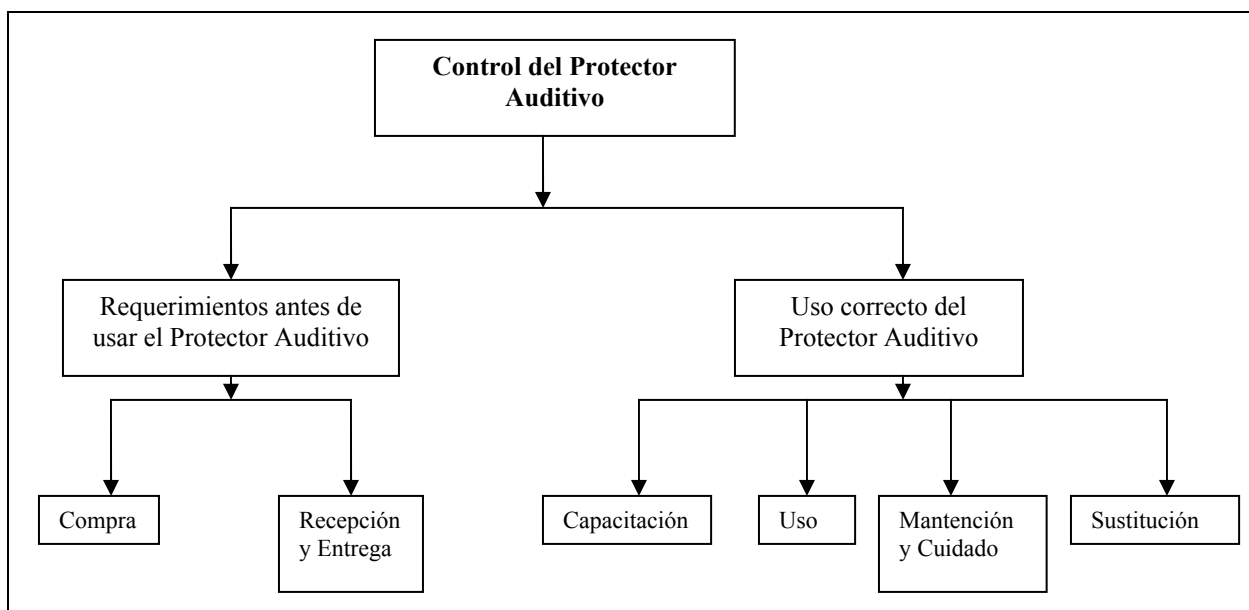 Control del Protector
Auditivo
Requerimientos antes de
usar el Protector Auditivo
Uso correcto del
Protector Auditivo
Compra
Recepción
y Entrega
Capacitación
Uso
Mantención
y Cuidado
Sustitución